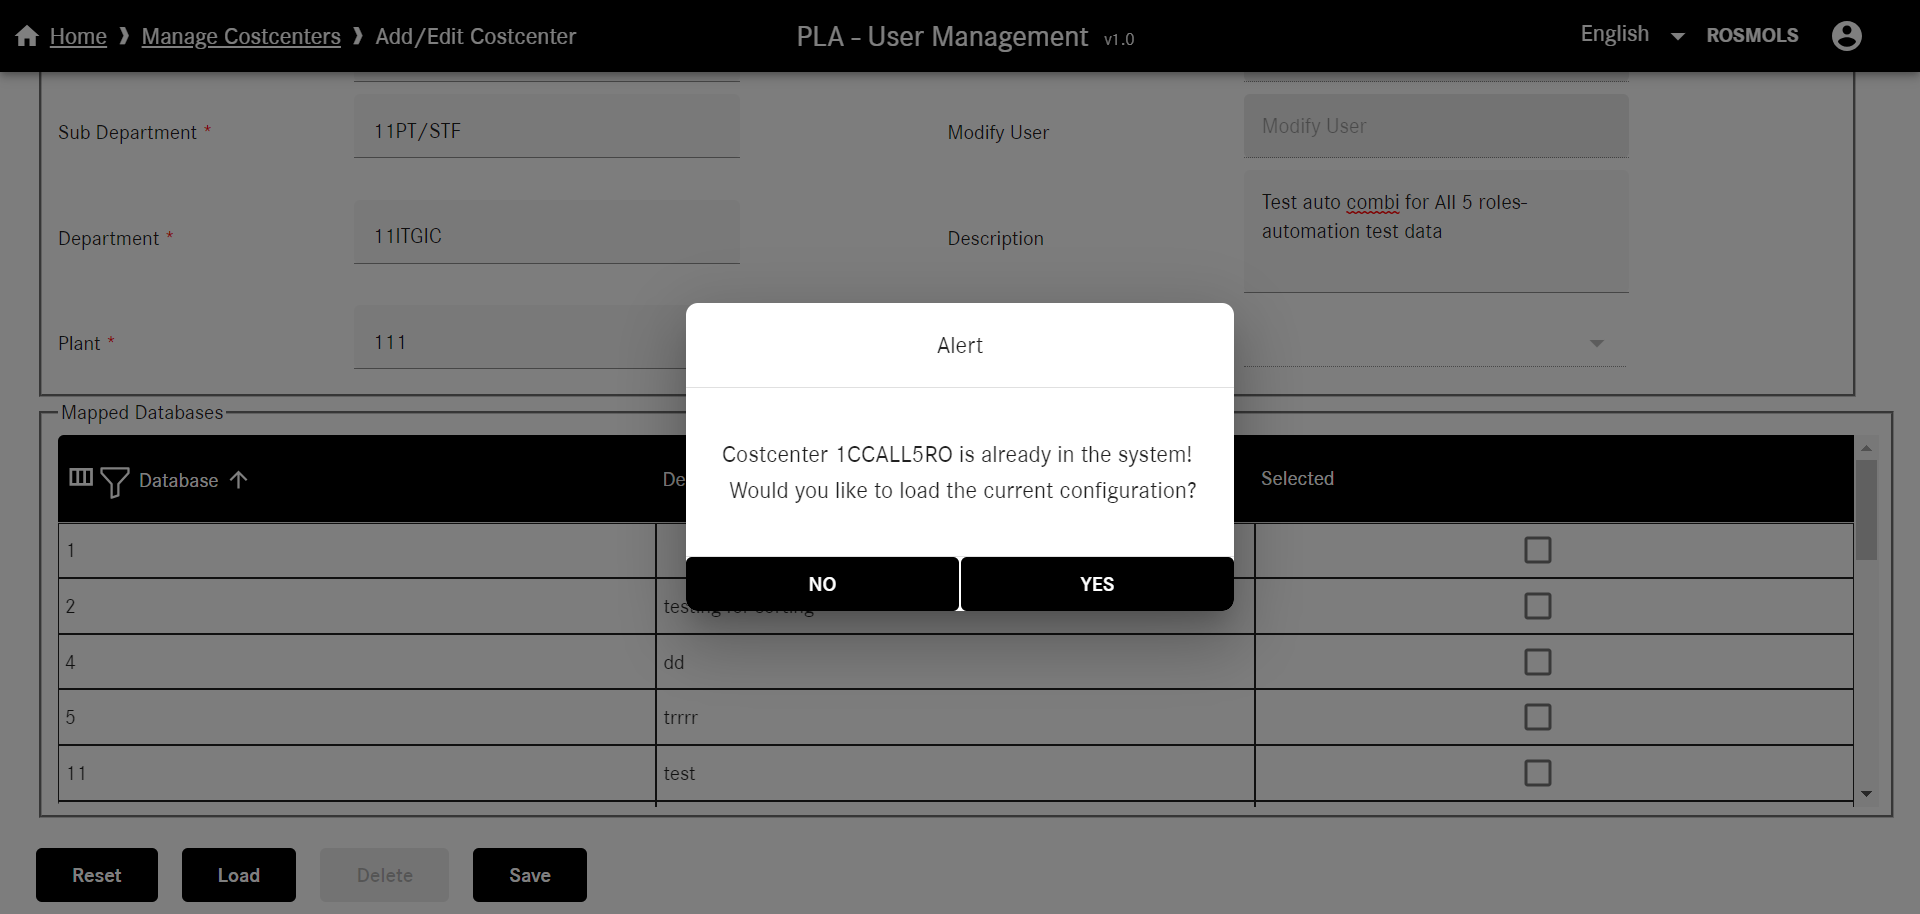 Home ❱ Manage Costcenters ❱ Add/Edit Costcenter
PLA - User Management v1.0
English ROSMOLS
Sub Department * 11PT/STF
Modify User Modify User
Department * 11ITGIC
Description Test auto combi for All 5 roles-
automation test data
Plant * 111
Alert
Costcenter 1CCALL5RO is already in the system!
Would you like to load the current configuration?
NO YES
Mapped Databases
Database De Selected
1
2 testing for sorting
4 dd
5 trrrr
11 test
Reset Load Delete Save